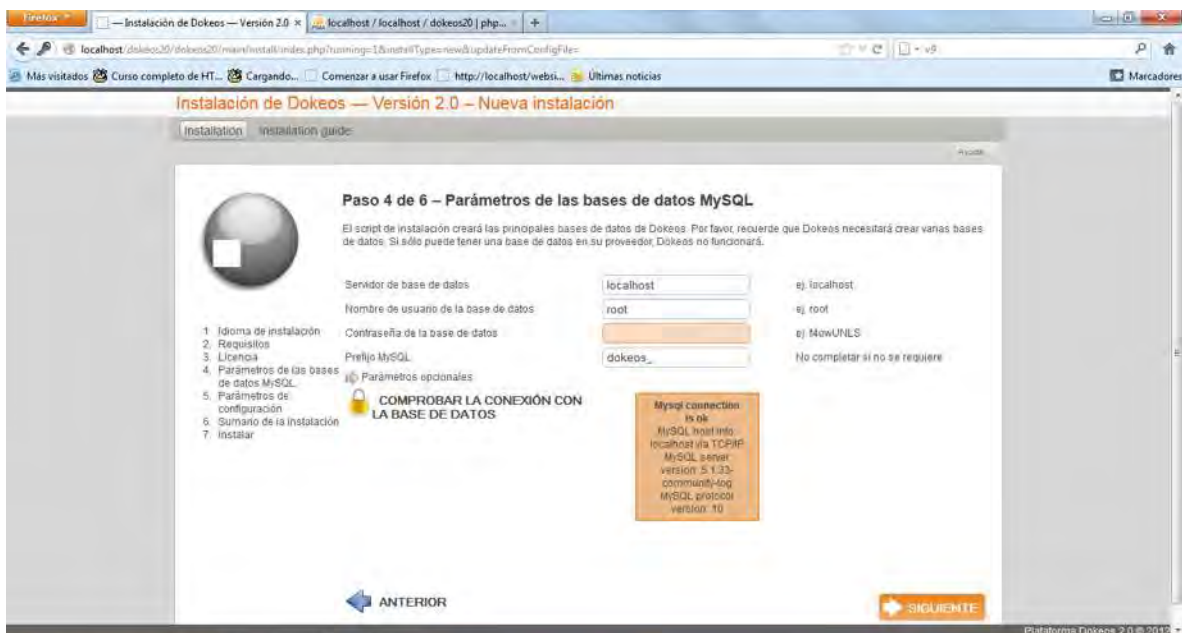 Firefox
— Instalación de Dokeos — Versión 2.0 ×
localhost / localhost / dokeos20 | php... ×
+
localhost/dokeos20/dokeos20/main/install/index.php?running=1&installType=new&updateFromConfigFile=
v9
Más visitados Curso completo de HT... Cargando... Comenzar a usar Firefox http://localhost/websi... Últimas noticias Marcadores
Instalación de Dokeos — Versión 2.0 – Nueva instalación
Installation Installation guide
Ayuda
Paso 4 de 6 – Parámetros de las bases de datos MySQL
El script de instalación creará las principales bases de datos de Dokeos. Por favor, recuerde que Dokeos necesitará crear varias bases
de datos. Si sólo puede tener una base de datos en su proveedor, Dokeos no funcionará.
Servidor de base de datos localhost ej. localhost
Nombre de usuario de la base de datos root ej. root
Contraseña de la base de datos ej.
Prefijo MySQL dokeos_ No completar si no se requiere
Parámetros opcionales
COMPROBAR LA CONEXIÓN CON
LA BASE DE DATOS
Mysql connection
is ok
MySQL host info:
localhost via TCP/IP
MySQL server
version: 5.1.33-
community-log
MySQL protocol
version: 10
1. Idioma de instalación
2. Requisitos
3. Licencia
4. Parámetros de las bases
de datos MySQL
5. Parámetros de
configuración
6. Sumario de la instalación
7. Instalar
ANTERIOR
SIGUIENTE
Plataforma Dokeos 2.0 © 2012